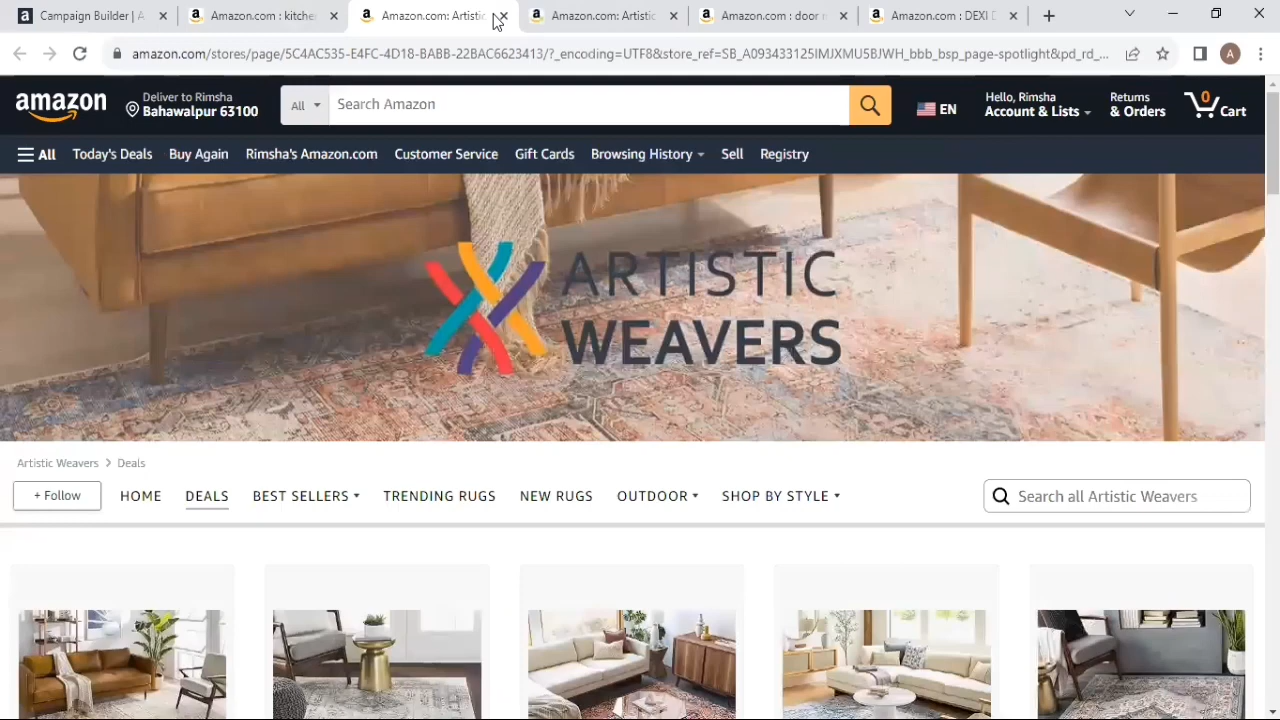 Campaign Builder | A
Amazon.com : kitche
Amazon.com: Artistic
Amazon.com: Artistic
Amazon.com : door m
Amazon.com : DEXI D
amazon.com/stores/page/5C4AC535-E4FC-4D18-BABB-22BAC6623413/?_encoding=UTF8&store_ref=SB_A093433125IMJXMU5BJWH_bbb_bsp_page-spotlight&pd_rd_...
A
amazon
Deliver to Rimsha
Bahawalpur 63100
All
Search Amazon
EN
Hello, Rimsha
Account & Lists
Returns
& Orders
0
Cart
All
Today's Deals
Buy Again
Rimsha's Amazon.com
Customer Service
Gift Cards
Browsing History
Sell
Registry
ARTISTIC
WEAVERS
Artistic Weavers > Deals
+ Follow
HOME
DEALS
BEST SELLERS
TRENDING RUGS
NEW RUGS
OUTDOOR
SHOP BY STYLE
Search all Artistic Weavers